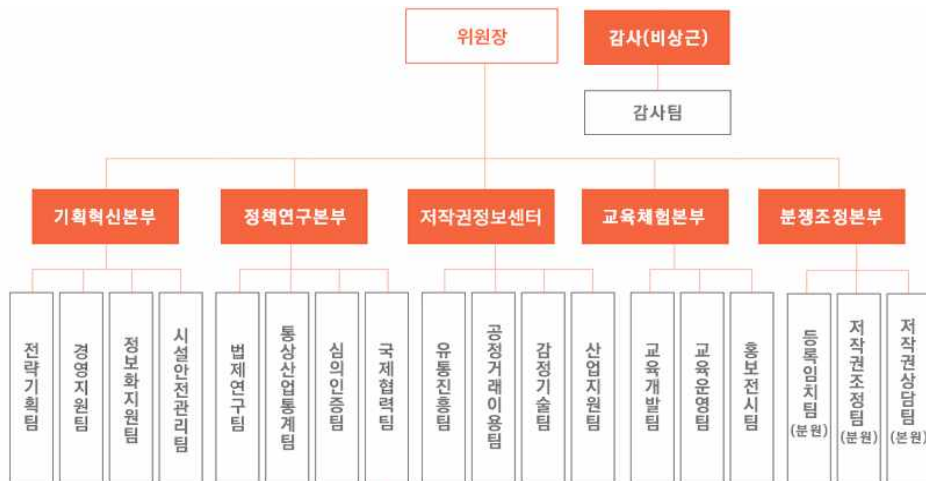 위원장
감사(비상근)
감사팀
기획혁신본부
정책연구본부
저작권정보센터
교육체험본부
분쟁조정본부
전략기획팀
경영지원팀
정보화지원팀
시설안전관리팀
법제연구팀
통상산업통계팀
심의인증팀
국제협력팀
유통진흥팀
공정거래이용팀
감정기술팀
산업지원팀
교육개발팀
교육운영팀
홍보전시팀
등록임치팀
(분원)
저작권조정팀
(분원)
저작권상담팀
(본원)